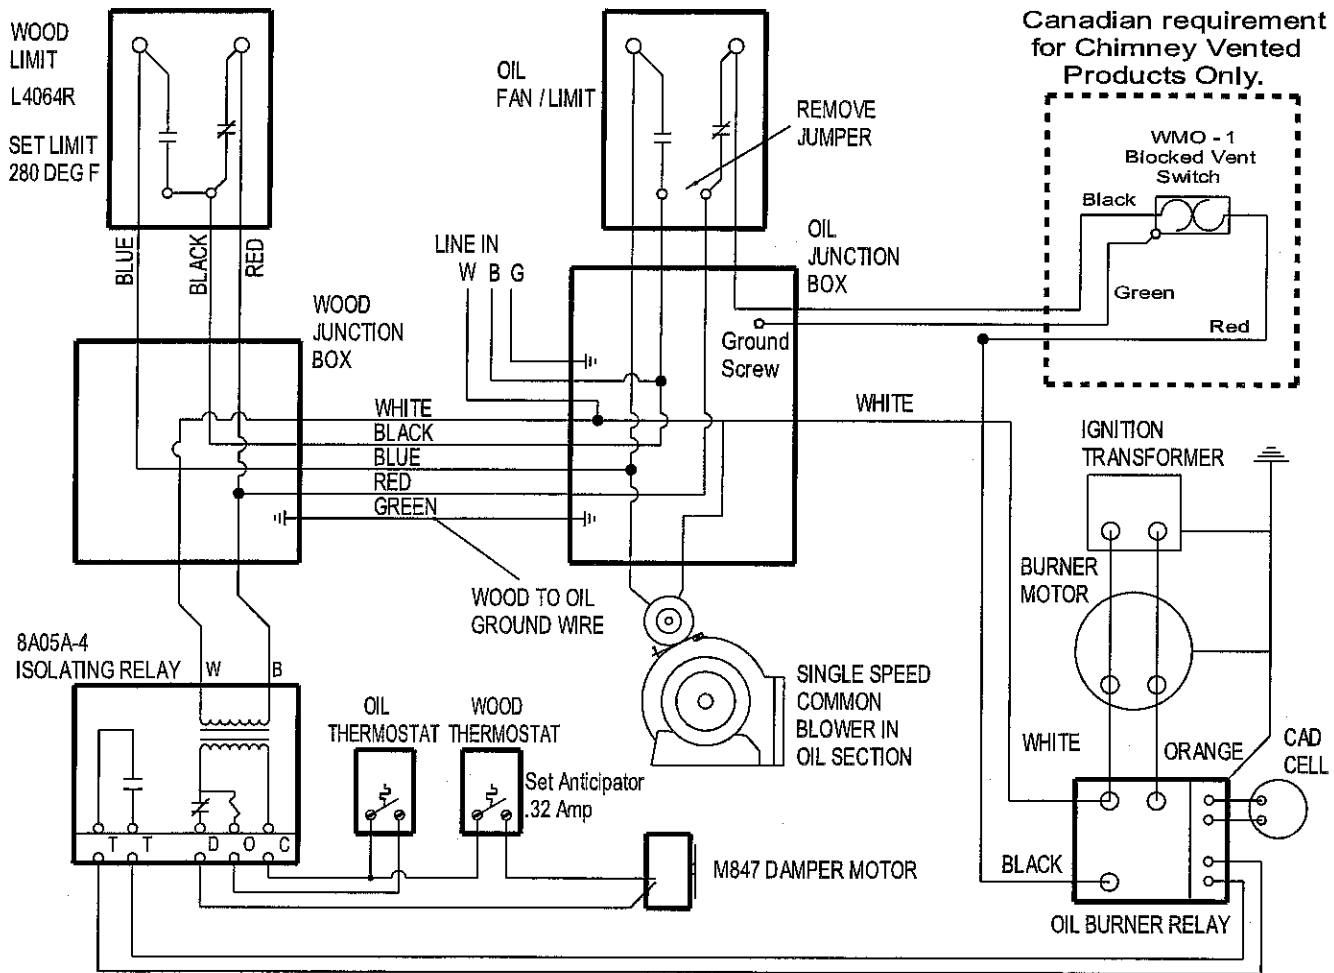 WOOD
LIMIT
L4064R
SET LIMIT
280 DEG F
BLUE
BLACK
RED
OIL
FAN / LIMIT
REMOVE
JUMPER
Canadian requirement
for Chimney Vented
Products Only.
WMO - 1
Blocked Vent
Switch
Black
Green
Red
LINE IN
W B G
OIL
JUNCTION
BOX
WOOD
JUNCTION
BOX
Ground
Screw
WHITE
BLACK
BLUE
RED
GREEN
WHITE
WOOD TO OIL
GROUND WIRE
IGNITION
TRANSFORMER
BURNER
MOTOR
8A05A-4
ISOLATING RELAY
W
B
OIL
THERMOSTAT
WOOD
THERMOSTAT
Set Anticipator
.32 Amp
SINGLE SPEED
COMMON
BLOWER IN
OIL SECTION
WHITE
ORANGE
CAD
CELL
T T D O C
M847 DAMPER MOTOR
BLACK
OIL BURNER RELAY